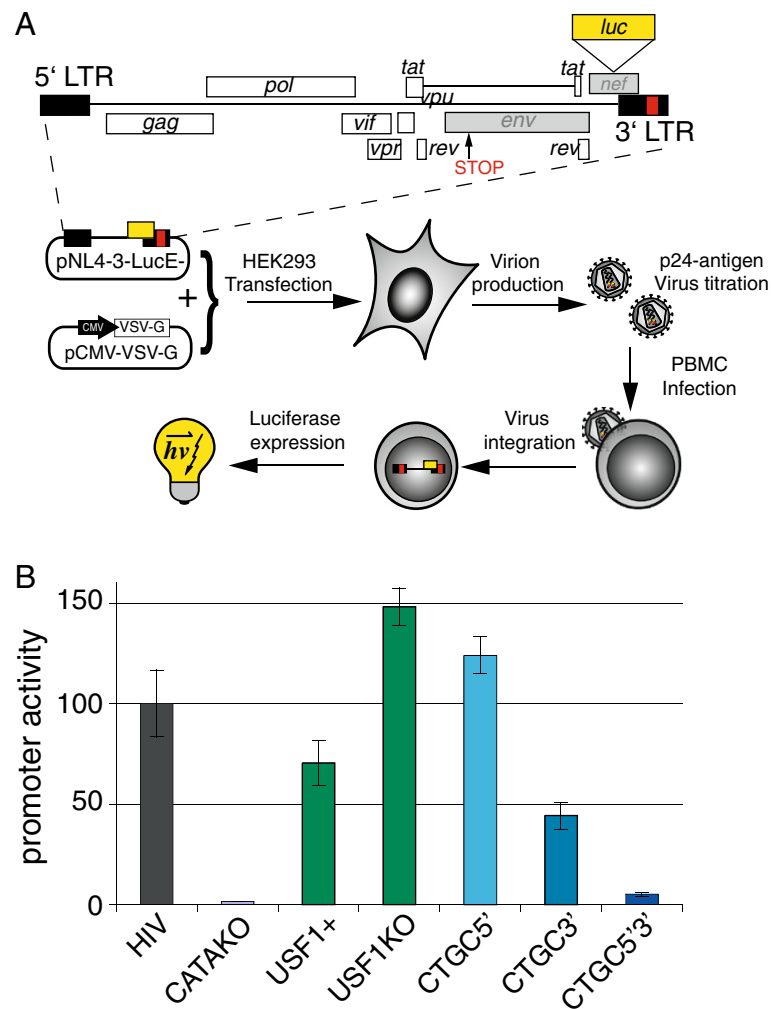 A
luc
5‘ LTR
pol
tat
tat
nef
vpu
gag
vif
env
3‘ LTR
vpr
rev
rev
STOP
pNL4-3-LucE-
+
CMV
VSV-G
pCMV-VSV-G
}
HEK293
Transfection
Virion
production
p24-antigen
Virus titration
PBMC
Infection
Virus
integration
Luciferase
expression
hν
B
promoter activity
150
100
50
0
HIV
CATAKO
USF1+
USF1KO
CTGC5’
CTGC3’
CTGC5’3’